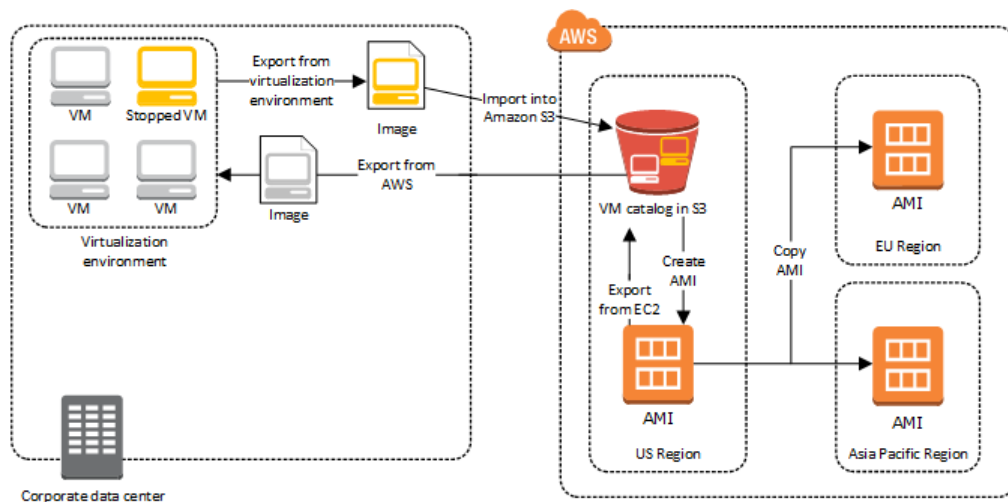 AWS
VM
Stopped VM
Export from
virtualization
environment
Image
Import into
Amazon S3
VM
VM
Image
Export from
AWS
Virtualization
environment
VM catalog in S3
Export
from EC2
Create
AMI
AMI
US Region
Copy
AMI
AMI
EU Region
AMI
Asia Pacific Region
Corporate data center